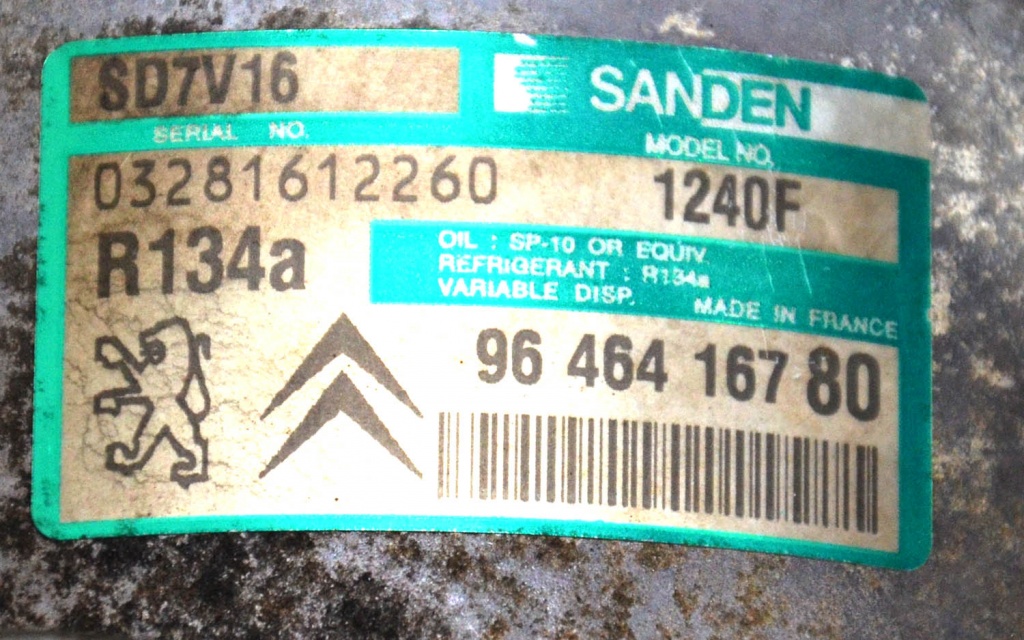 SD7V16
SANDEN
SERIAL NO.
MODEL NO.
03281612260
1240F
R134a
OIL : SP-10 OR EQUIV.
REFRIGERANT : R134a
VARIABLE DISP.
MADE IN FRANCE
96 464 167 80